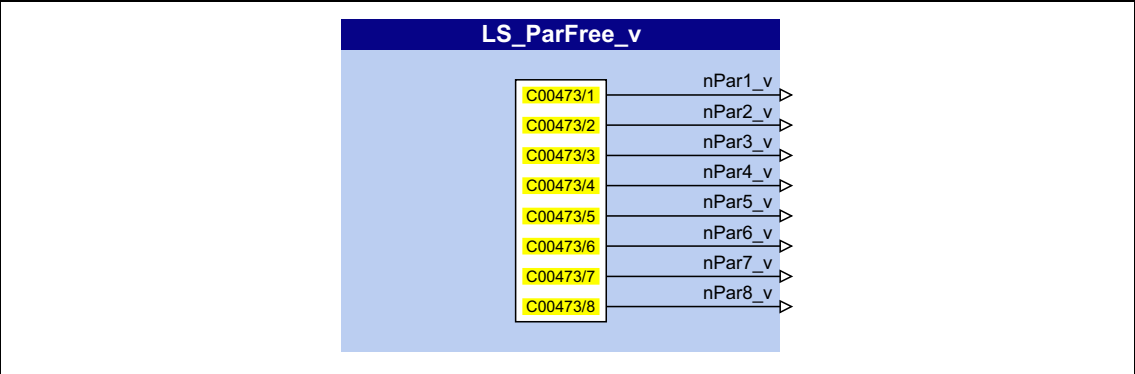 LS_ParFree_v
nPar1_v
C00473/1
nPar2_v
C00473/2
nPar3_v
C00473/3
nPar4_v
C00473/4
nPar5_v
C00473/5
nPar6_v
C00473/6
nPar7_v
C00473/7
nPar8_v
C00473/8